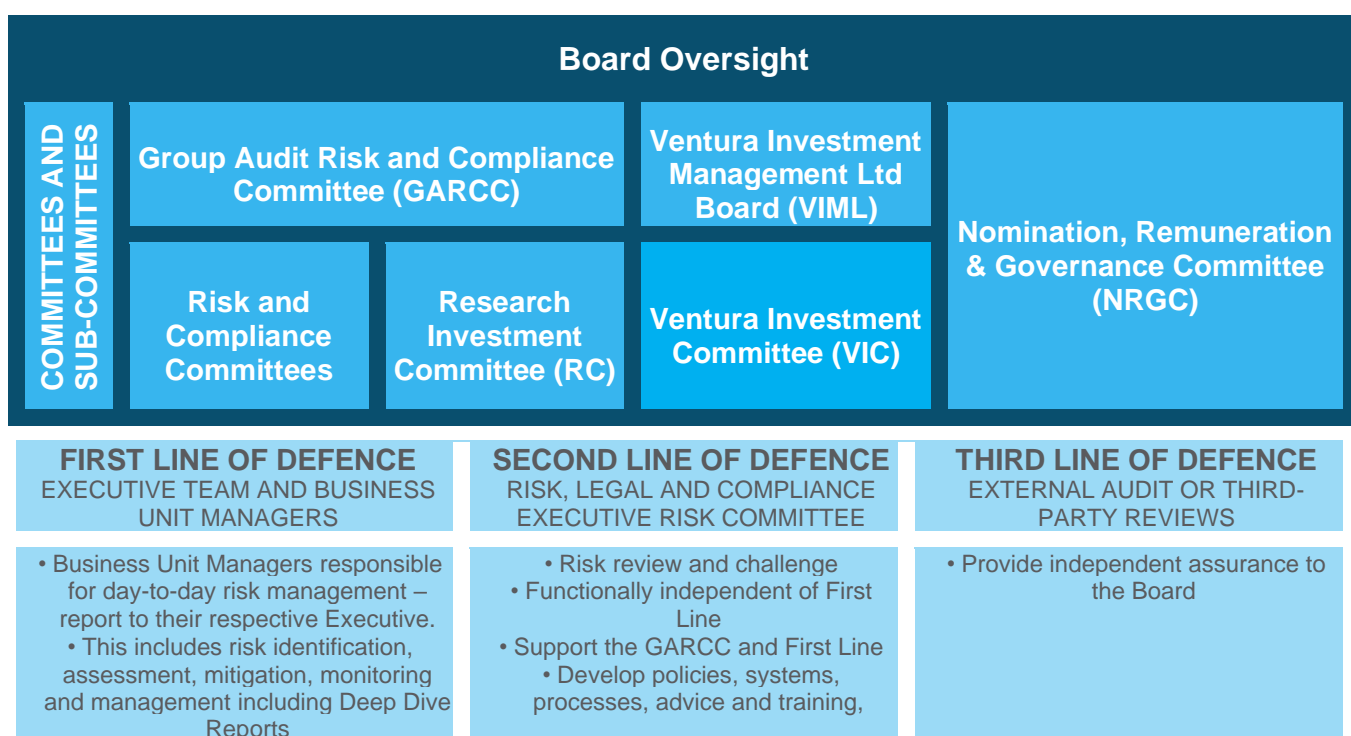 Board Oversight
COMMITTEES AND
SUB-COMMITTEES
Group Audit Risk and Compliance
Committee (GARCC)
Ventura Investment
Management Ltd
Board (VIML)
Nomination, Remuneration
& Governance Committee
(NRGC)
Risk and
Compliance
Committees
Research
Investment
Committee (RC)
Ventura Investment
Committee (VIC)
FIRST LINE OF DEFENCE
EXECUTIVE TEAM AND BUSINESS
UNIT MANAGERS
SECOND LINE OF DEFENCE
RISK, LEGAL AND COMPLIANCE
EXECUTIVE RISK COMMITTEE
THIRD LINE OF DEFENCE
EXTERNAL AUDIT OR THIRD-
PARTY REVIEWS
• Business Unit Managers responsible
for day-to-day risk management –
report to their respective Executive.
• This includes risk identification,
assessment, mitigation, monitoring
and management including Deep Dive
Reports
• Risk review and challenge
• Functionally independent of First
Line
• Support the GARCC and First Line
• Develop policies, systems,
processes, advice and training,
• Provide independent assurance to
the Board